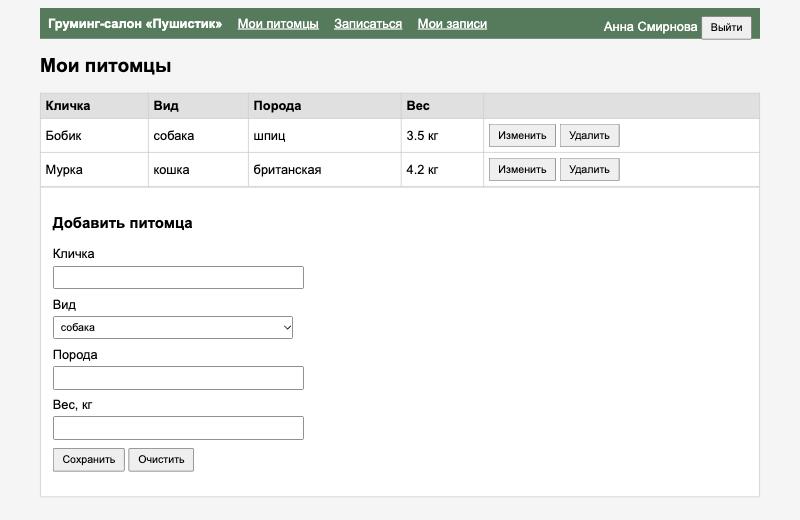 Груминг-салон «Пушистик» Мои питомцы Записаться Мои записи Анна Смирнова Выйти
Мои питомцы
Кличка Вид Порода Вес
Бобик собака шпиц 3.5 кг Изменить Удалить
Мурка кошка британская 4.2 кг Изменить Удалить
Добавить питомца
Кличка
Вид
собака
Порода
Вес, кг
Сохранить Очистить